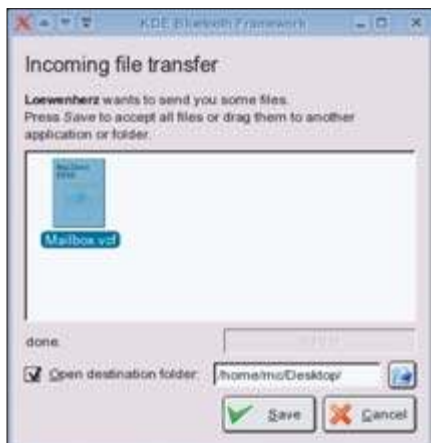 KDE Bluetooth Framework
Incoming file transfer
Loewenherz wants to send you some files.
Press Save to accept all files or drag them to another
application or folder.
Mailbox.vcf
done.
Open destination folder:
/home/mc/Desktop/
Save
Cancel